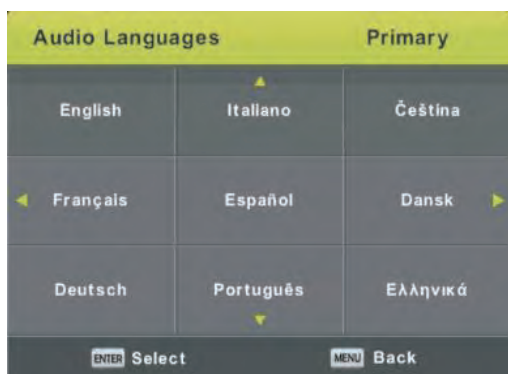 Audio Languages Primary
English Italiano Čeština
Français Español Dansk
Deutsch Português Ελληνικά
ENTER Select MENU Back